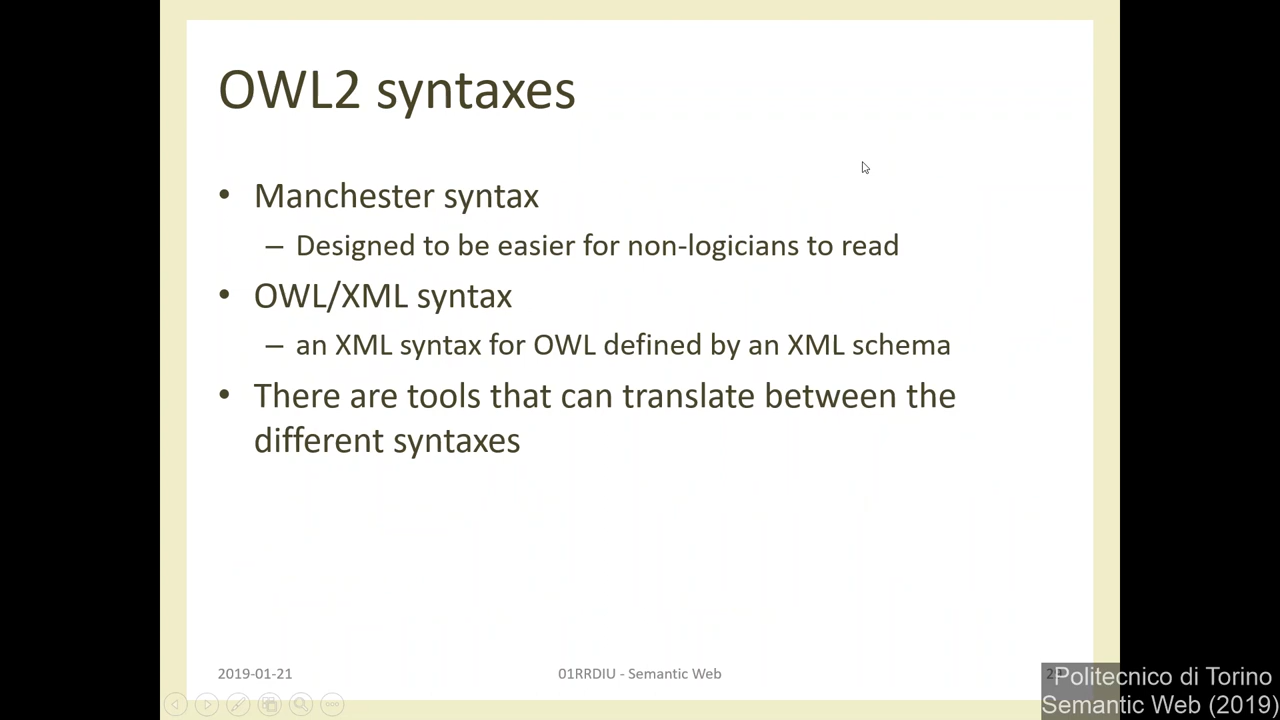 OWL2 syntaxes
• Manchester syntax
– Designed to be easier for non-logicians to read
• OWL/XML syntax
– an XML syntax for OWL defined by an XML schema
• There are tools that can translate between the
different syntaxes
2019-01-21
01RRDIU - Semantic Web
Politecnico di Torino
Semantic Web (2019)